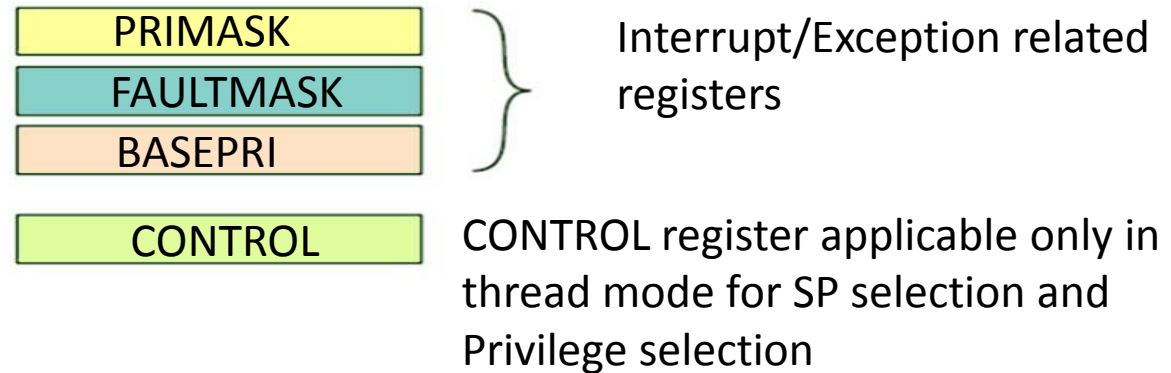 PRIMASK
FAULTMASK
BASEPRI
Interrupt/Exception related
registers
CONTROL
CONTROL register applicable only in
thread mode for SP selection and
Privilege selection